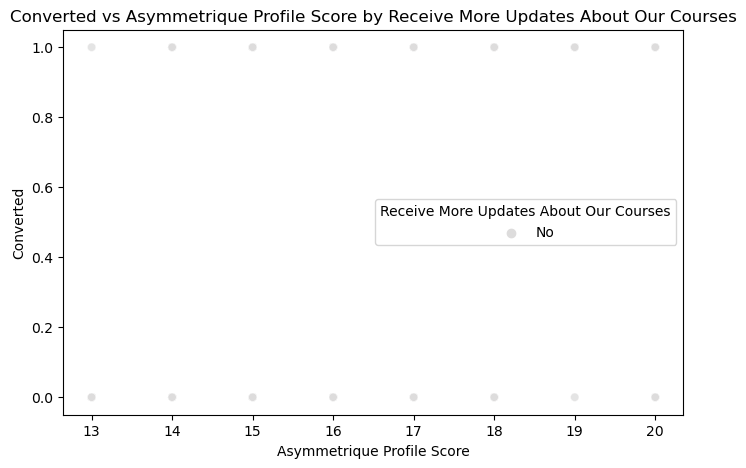 Converted vs Asymmetrique Profile Score by Receive More Updates About Our Courses
1.0
0.8
0.6
0.4
0.2
0.0
Converted
Receive More Updates About Our Courses
No
13 14 15 16 17 18 19 20
Asymmetrique Profile Score